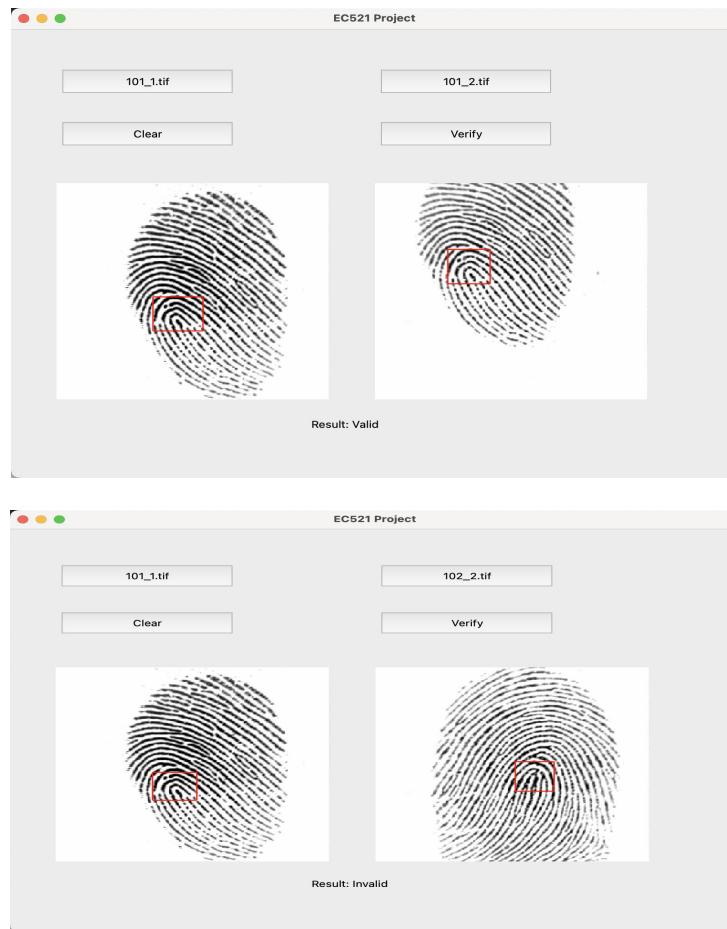 EC521 Project
101_1.tif 101_2.tif
Clear Verify
Result: Valid
EC521 Project
101_1.tif 102_2.tif
Clear Verify
Result: Invalid